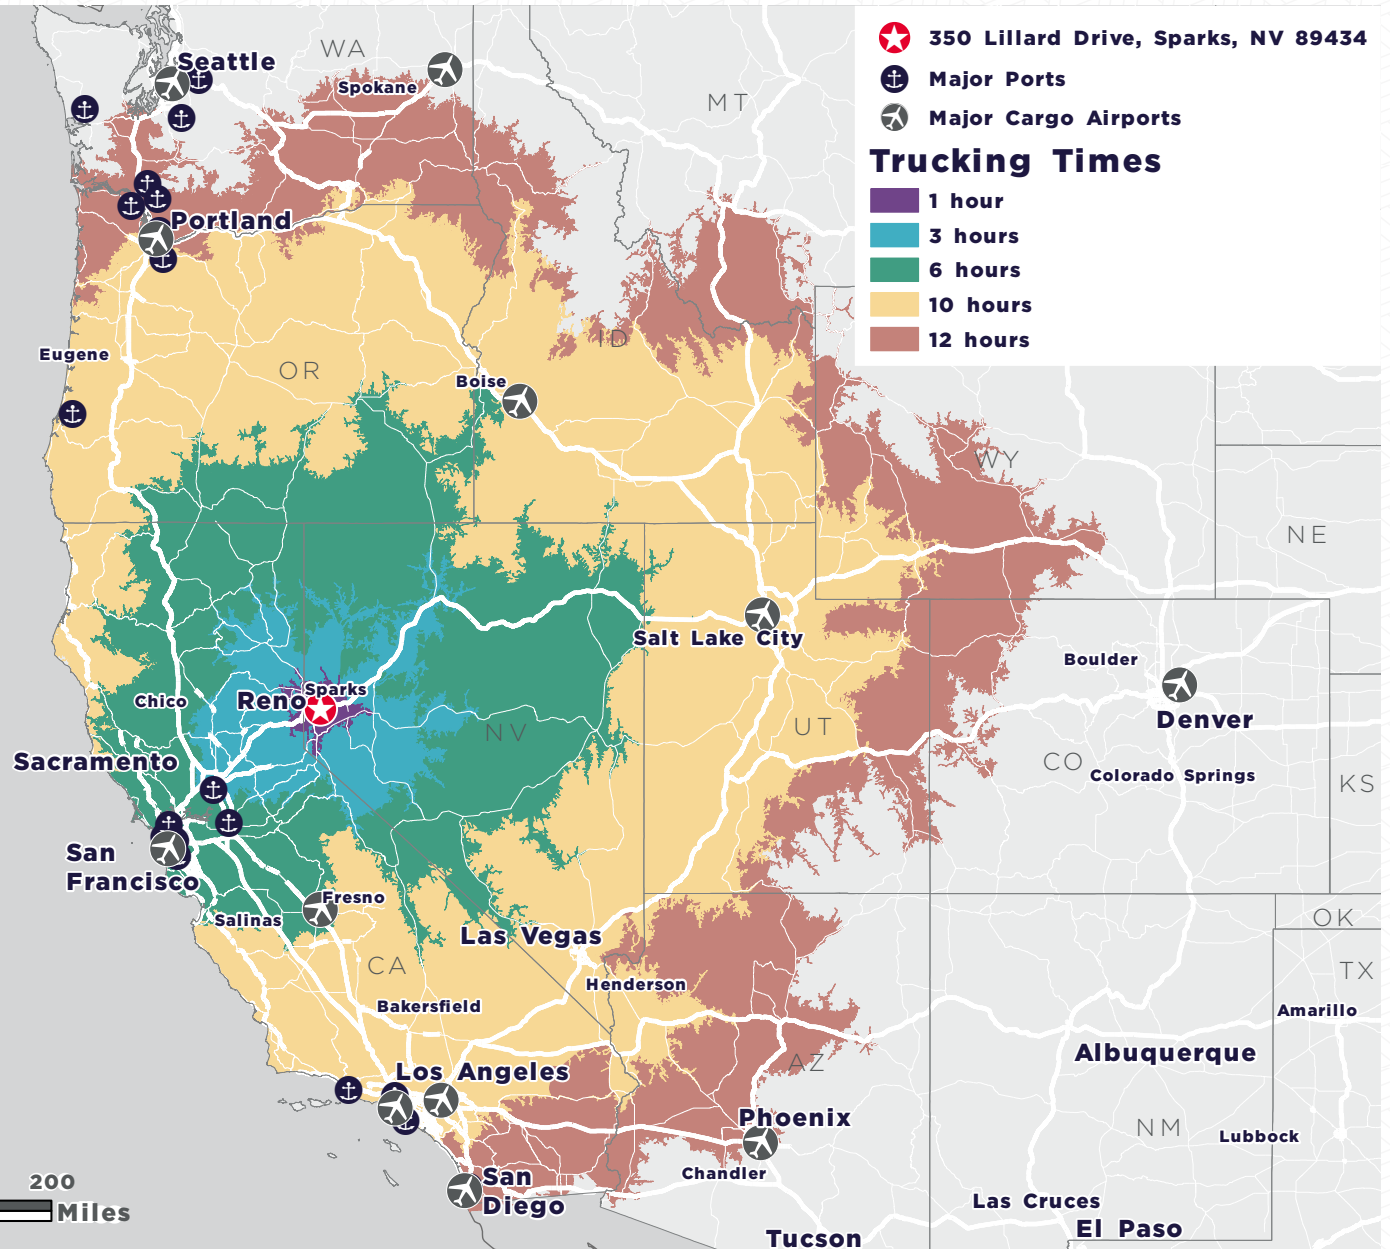 350 Lillard Drive, Sparks, NV 89434
Major Ports
Major Cargo Airports
Trucking Times
1 hour
3 hours
6 hours
10 hours
12 hours
WA
Seattle
Spokane
MT
Portland
ID
Eugene
OR
Boise
WY
NE
Salt Lake City
Boulder
Sparks
Reno
Chico
Denver
NV
UT
Sacramento
CO
Colorado Springs
KS
San
Francisco
Fresno
Salinas
OK
Las Vegas
CA
TX
Henderson
Bakersfield
Amarillo
Albuquerque
AZ
Los Angeles
Phoenix
NM
Lubbock
Chandler
San
Diego
200
Miles
Las Cruces
El Paso
Tucson